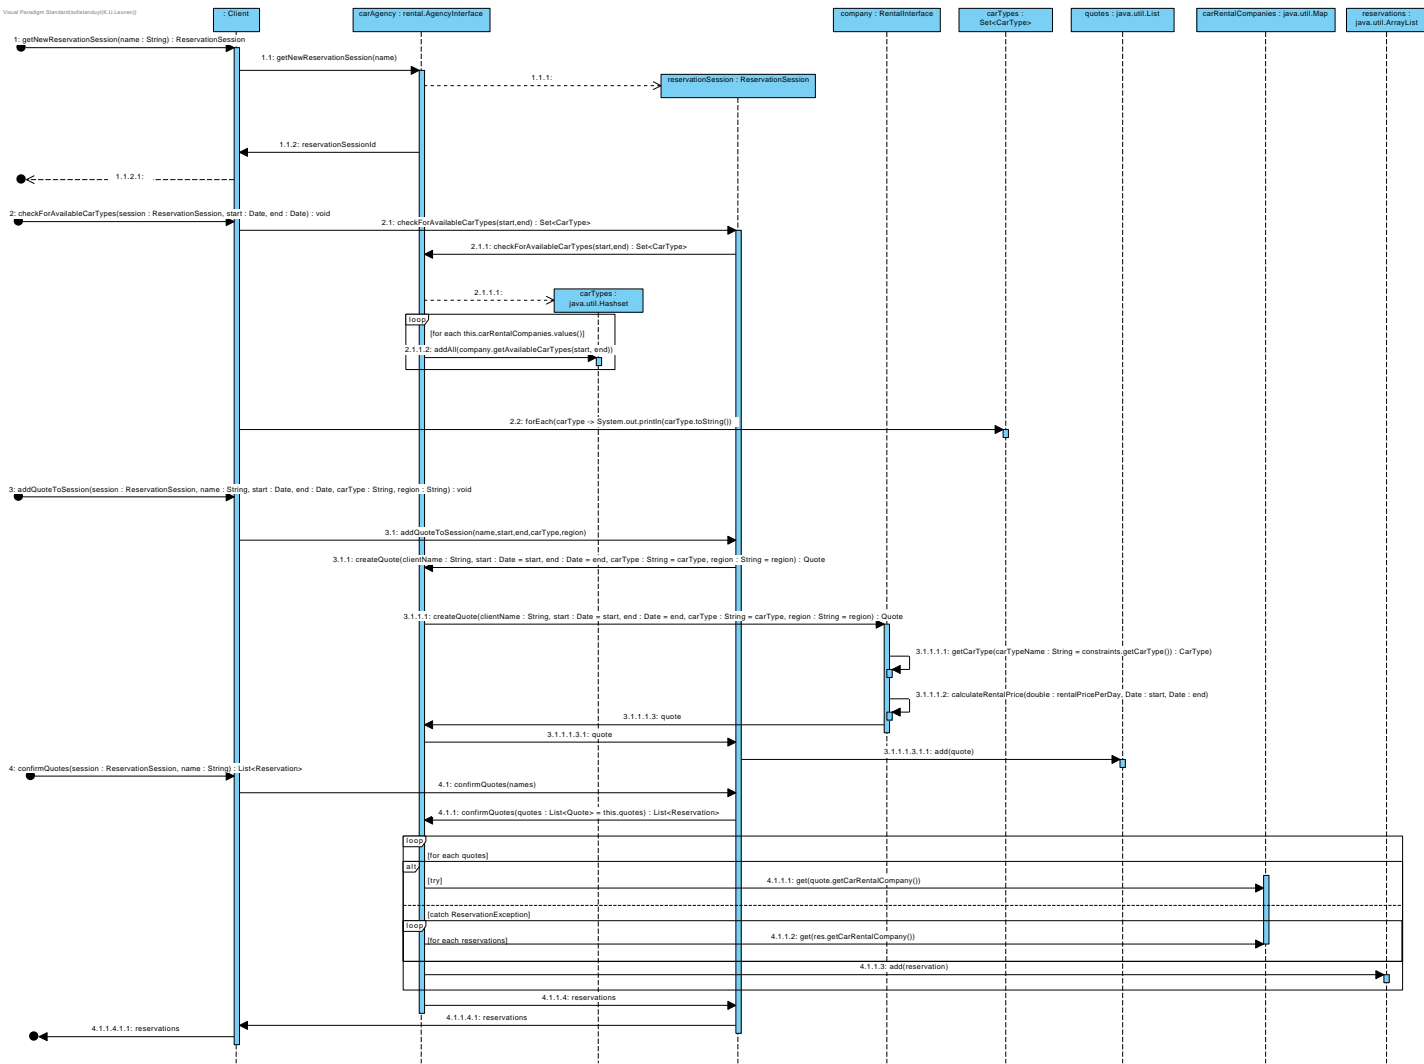 Visual Paradigm Standard(sofielanduyt(K.U.Leuven))
: Client
carAgency : rental.AgencyInterface
company : RentalInterface
carTypes :
Set<CarType>
quotes : java.util.List
carRentalCompanies : java.util.Map
reservations :
java.util.ArrayList
1: getNewReservationSession(name : String) : ReservationSession
1.1: getNewReservationSession(name)
1.1.1:
reservationSession : ReservationSession
1.1.2: reservationSessionId
1.1.2.1:
2: checkForAvailableCarTypes(session : ReservationSession, start : Date, end : Date) : void
2.1: checkForAvailableCarTypes(start,end) : Set<CarType>
2.1.1: checkForAvailableCarTypes(start,end) : Set<CarType>
2.1.1.1:
carTypes :
java.util.Hashset
loop
[for each this.carRentalCompanies.values()]
2.1.1.2: addAll(company.getAvailableCarTypes(start, end))
2.2: forEach(carType -> System.out.println(carType.toString())
3: addQuoteToSession(session : ReservationSession, name : String, start : Date, end : Date, carType : String, region : String) : void
3.1: addQuoteToSession(name,start,end,carType,region)
3.1.1: createQuote(clientName : String, start : Date = start, end : Date = end, carType : String = carType, region : String = region) : Quote
3.1.1.1: createQuote(clientName : String, start : Date = start, end : Date = end, carType : String = carType, region : String = region) : Quote
3.1.1.1.1: getCarType(carTypeName : String = constraints.getCarType()) : CarType)
3.1.1.1.2: calculateRentalPrice(double : rentalPricePerDay, Date : start, Date : end)
3.1.1.1.3: quote
3.1.1.1.3.1: quote
3.1.1.1.3.1.1: add(quote)
4: confirmQuotes(session : ReservationSession, name : String) : List<Reservation>
4.1: confirmQuotes(names)
4.1.1: confirmQuotes(quotes : List<Quote> = this.quotes) : List<Reservation>
loop
[for each quotes]
alt
[try]
4.1.1.1: get(quote.getCarRentalCompany())
[catch ReservationException]
loop
[for each reservations]
4.1.1.2: get(res.getCarRentalCompany())
4.1.1.3: add(reservation)
4.1.1.4: reservations
4.1.1.4.1: reservations
4.1.1.4.1.1: reservations